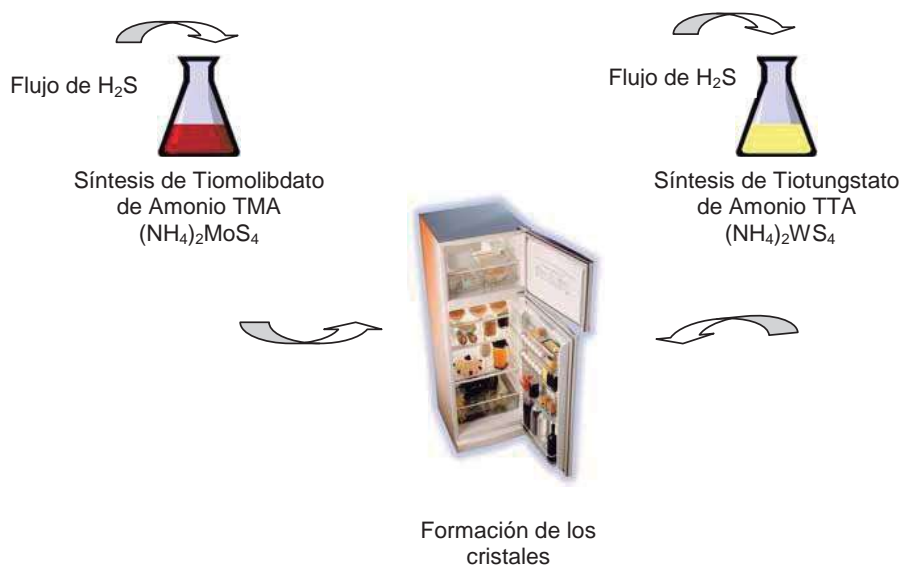 Flujo de H₂S
Síntesis de Tiomolibdato
de Amonio TMA
(NH₄)₂MoS₄
Flujo de H₂S
Síntesis de Tiotungstato
de Amonio TTA
(NH₄)₂WS₄
Formación de los
cristales